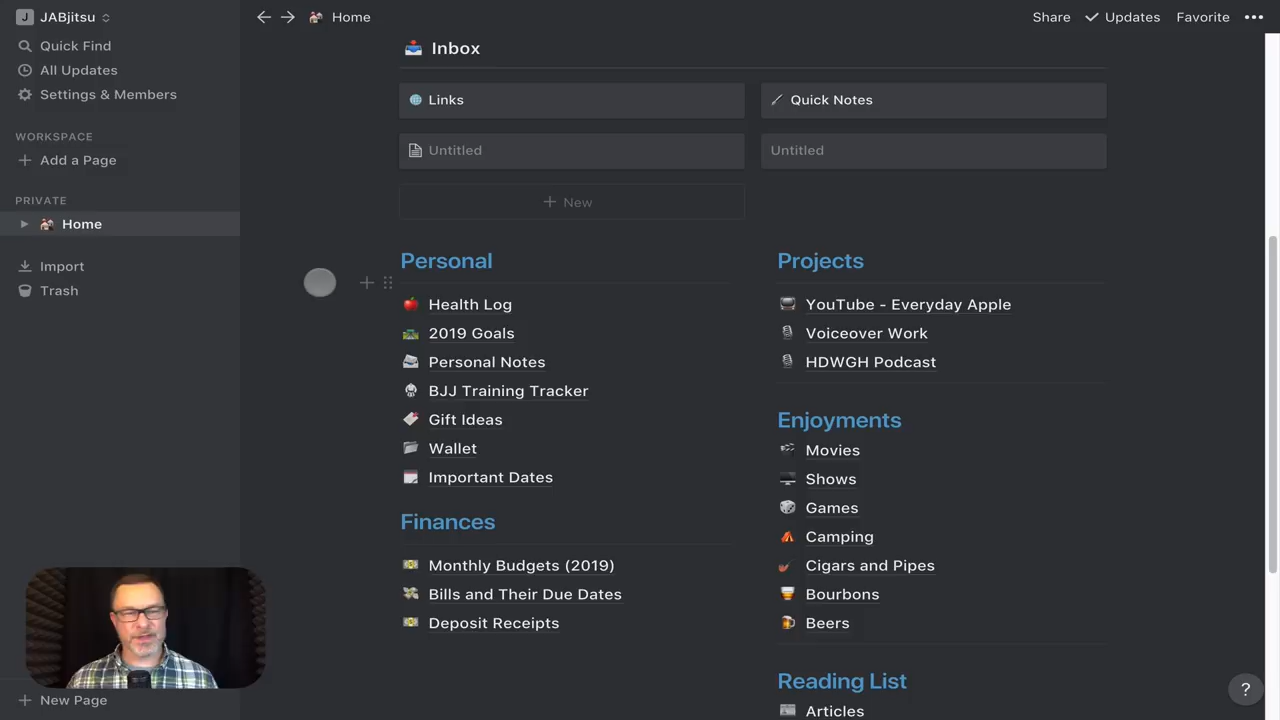 J JABjitsu
Quick Find
All Updates
Settings & Members
WORKSPACE
Add a Page
PRIVATE
Home
Import
Trash
New Page
Home
Share
Updates
Favorite
Inbox
Links
Quick Notes
Untitled
Untitled
New
Personal
Health Log
2019 Goals
Personal Notes
BJJ Training Tracker
Gift Ideas
Wallet
Important Dates
Finances
Monthly Budgets (2019)
Bills and Their Due Dates
Deposit Receipts
Projects
YouTube - Everyday Apple
Voiceover Work
HDWGH Podcast
Enjoyments
Movies
Shows
Games
Camping
Cigars and Pipes
Bourbons
Beers
Reading List
Articles
?